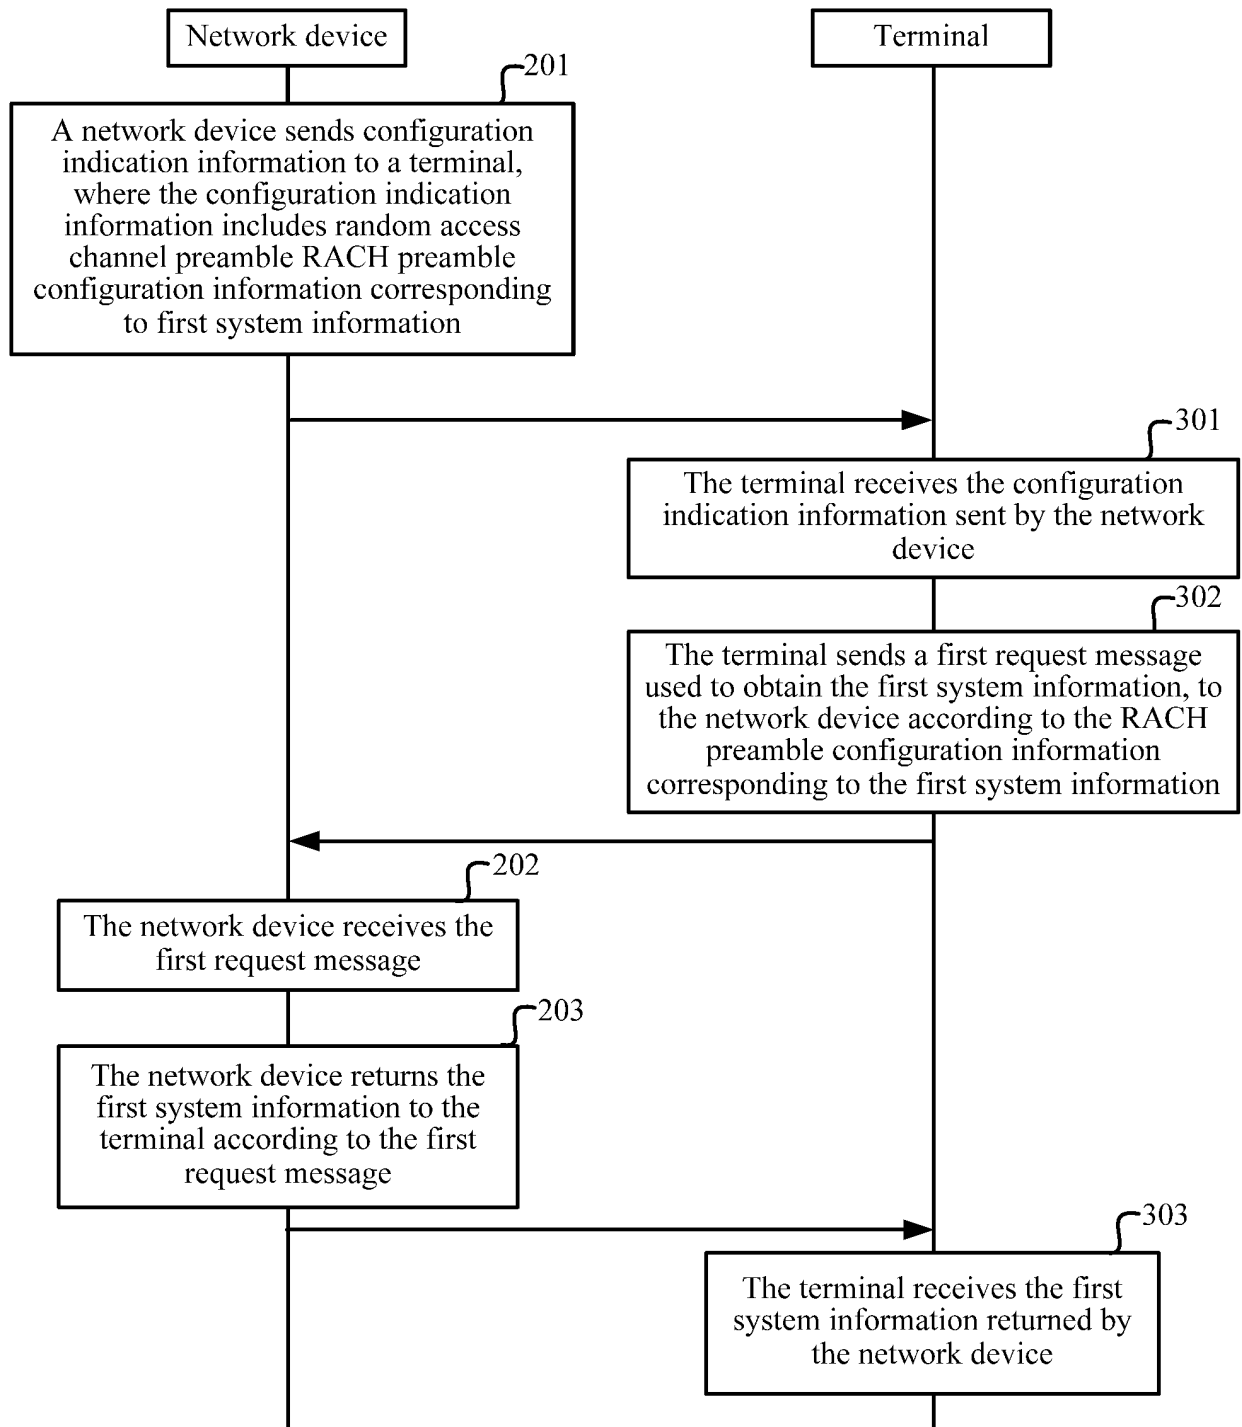 Network device
Terminal
201
A network device sends configuration
indication information to a terminal,
where the configuration indication
information includes random access
channel preamble RACH preamble
configuration information corresponding
to first system information
301
The terminal receives the configuration
indication information sent by the network
device
302
The terminal sends a first request message
used to obtain the first system information, to
the network device according to the RACH
preamble configuration information
corresponding to the first system information
202
The network device receives the
first request message
203
The network device returns the
first system information to the
terminal according to the first
request message
303
The terminal receives the first
system information returned by
the network device